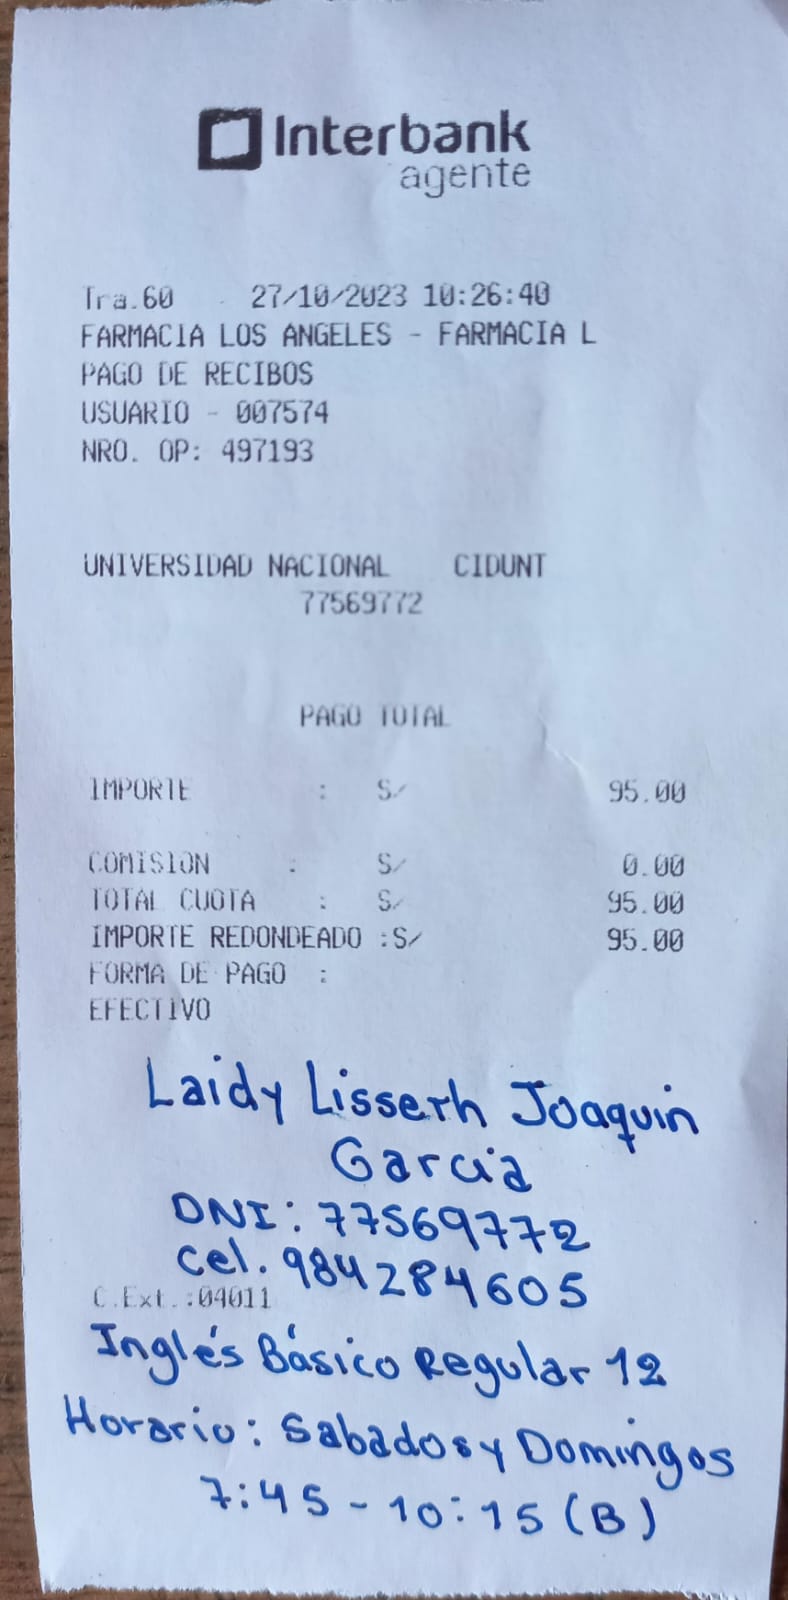 Interbank
agente
Tra.60 27/10/2023 10:26:40
FARMACIA LOS ANGELES - FARMACIA L
PAGO DE RECIBOS
USUARIO - 007574
NRO. OP: 497193
UNIVERSIDAD NACIONAL CIDUNT
77569772
PAGO TOTAL
IMPORTE : S/ 95.00
COMISION : S/ 0.00
TOTAL CUOTA : S/ 95.00
IMPORTE REDONDEADO :S/ 95.00
FORMA DE PAGO :
EFECTIVO
Laidy Lisseth Joaquin
Garcia
DNI: 77569772
Cel. 984284605
C.Ext.:04011
Inglés Básico Regular 12
Horario: Sabados y Domingos
7:45 - 10:15 (B)